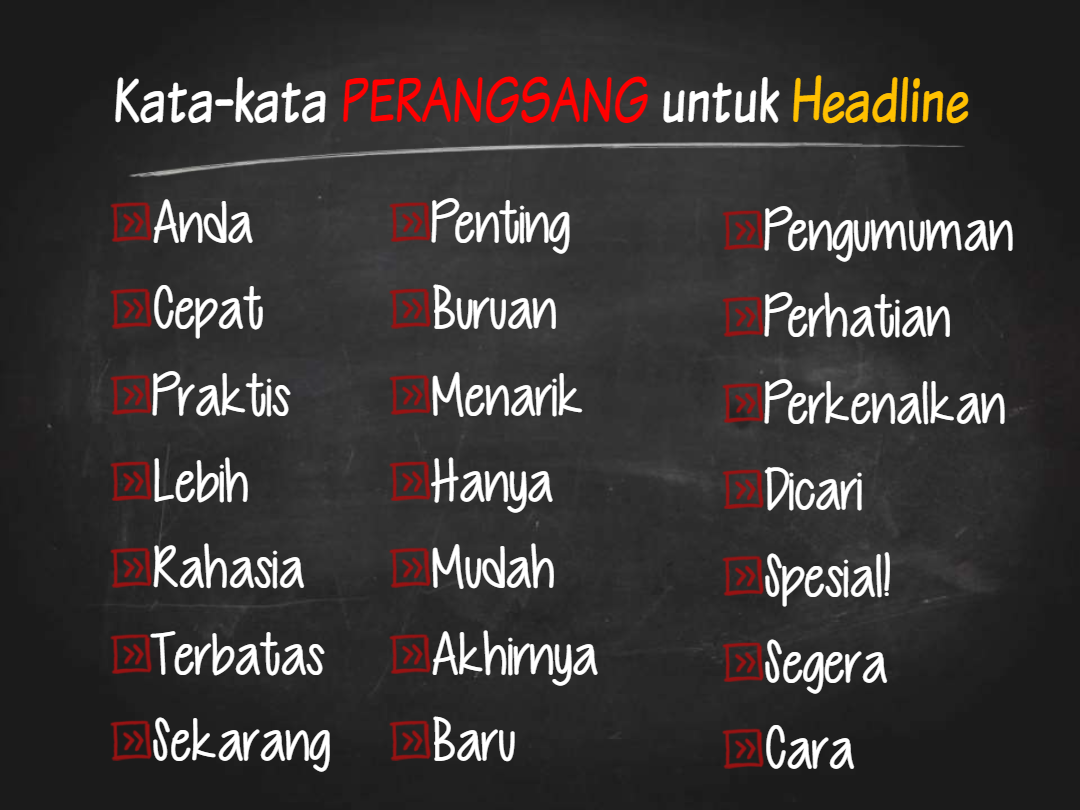 Kata-kata PERANGSANG untuk Headline
Anda
Cepat
Praktis
Lebih
Rahasia
Terbatas
Sekarang
Penting
Buruan
Menarik
Hanya
Mudah
Akhirnya
Baru
Pengumuman
Perhatian
Perkenalkan
Dicari
Spesial!
Segera
Cara